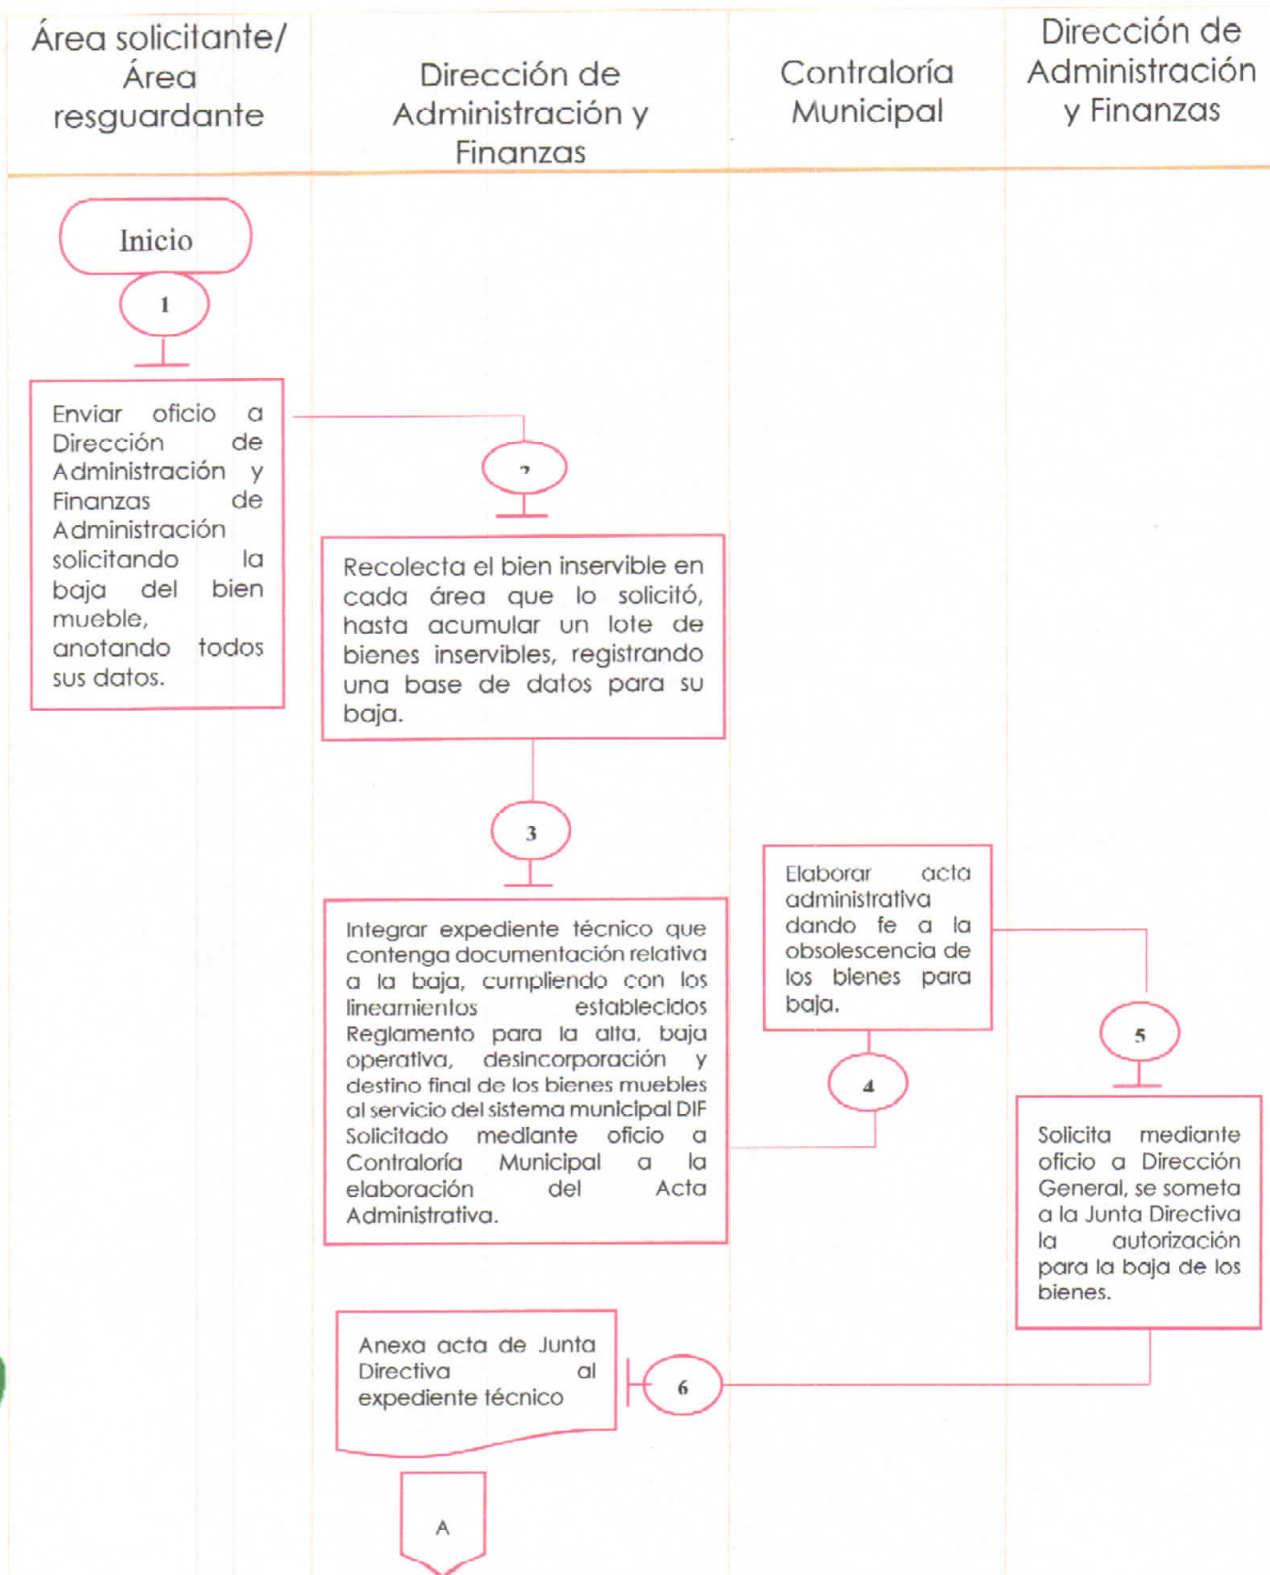 Área solicitante/
Área
resguardante
Dirección de
Administración y
Finanzas
Contraloría
Municipal
Dirección de
Administración
y Finanzas
Inicio
1
Enviar oficio a
Dirección de
Administración y
Finanzas de
Administración
solicitando la
baja del bien
mueble,
anotando todos
sus datos.
2
Recolecta el bien inservible en
cada área que lo solicitó,
hasta acumular un lote de
bienes inservibles, registrando
una base de datos para su
baja.
3
Integrar expediente técnico que
contenga documentación relativa
a la baja, cumpliendo con los
lineamientos establecidos
Reglamento para la alta, baja
operativa, desincorporación y
destino final de los bienes muebles
al servicio del sistema municipal DIF
Solicitado mediante oficio a
Contraloría Municipal a la
elaboración del Acta
Administrativa.
Elaborar acta
administrativa
dando fe a la
obsolescencia de
los bienes para
baja.
4
5
Solicita mediante
oficio a Dirección
General, se someta
a la Junta Directiva
la autorización
para la baja de los
bienes.
Anexa acta de Junta
Directiva al
expediente técnico
6
A